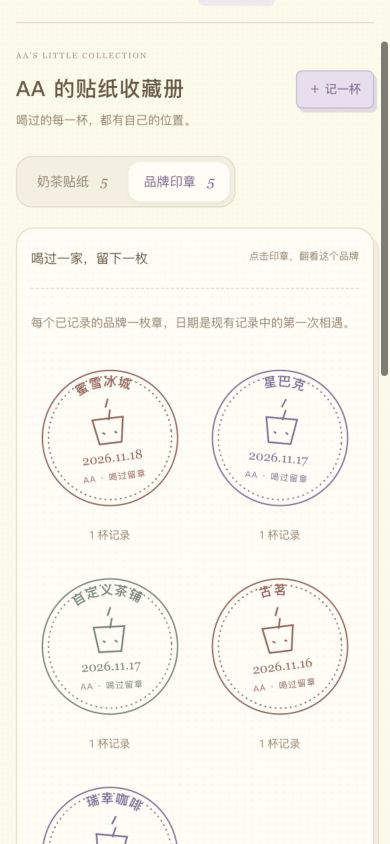 AA'S LITTLE COLLECTION
AA 的贴纸收藏册
+ 记一杯
喝过的每一杯，都有自己的位置。
奶茶贴纸 5
品牌印章 5
喝过一家，留下一枚
点击印章，翻看这个品牌
每个已记录的品牌一枚章，日期是现有记录中的第一次相遇。
蜜雪冰城
2026.11.18
AA · 喝过留章
1 杯记录
星巴克
2026.11.17
AA · 喝过留章
1 杯记录
自定义茶铺
2026.11.17
AA · 喝过留章
1 杯记录
古茗
2026.11.16
AA · 喝过留章
1 杯记录
瑞幸咖啡